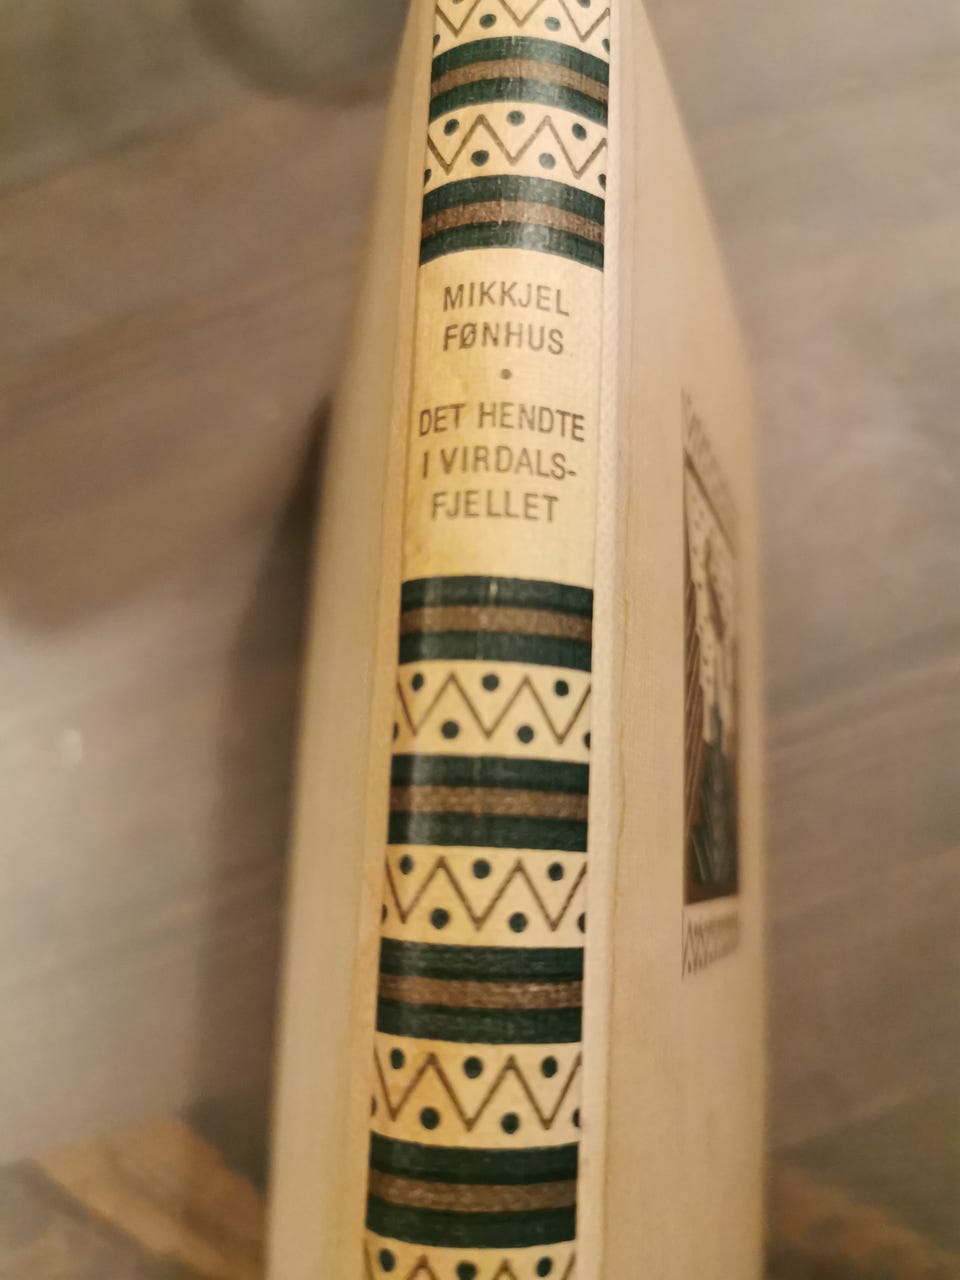 MIKKJEL
FØNHUS
•
DET HENDTE
I VIRDALS-
FJELLET